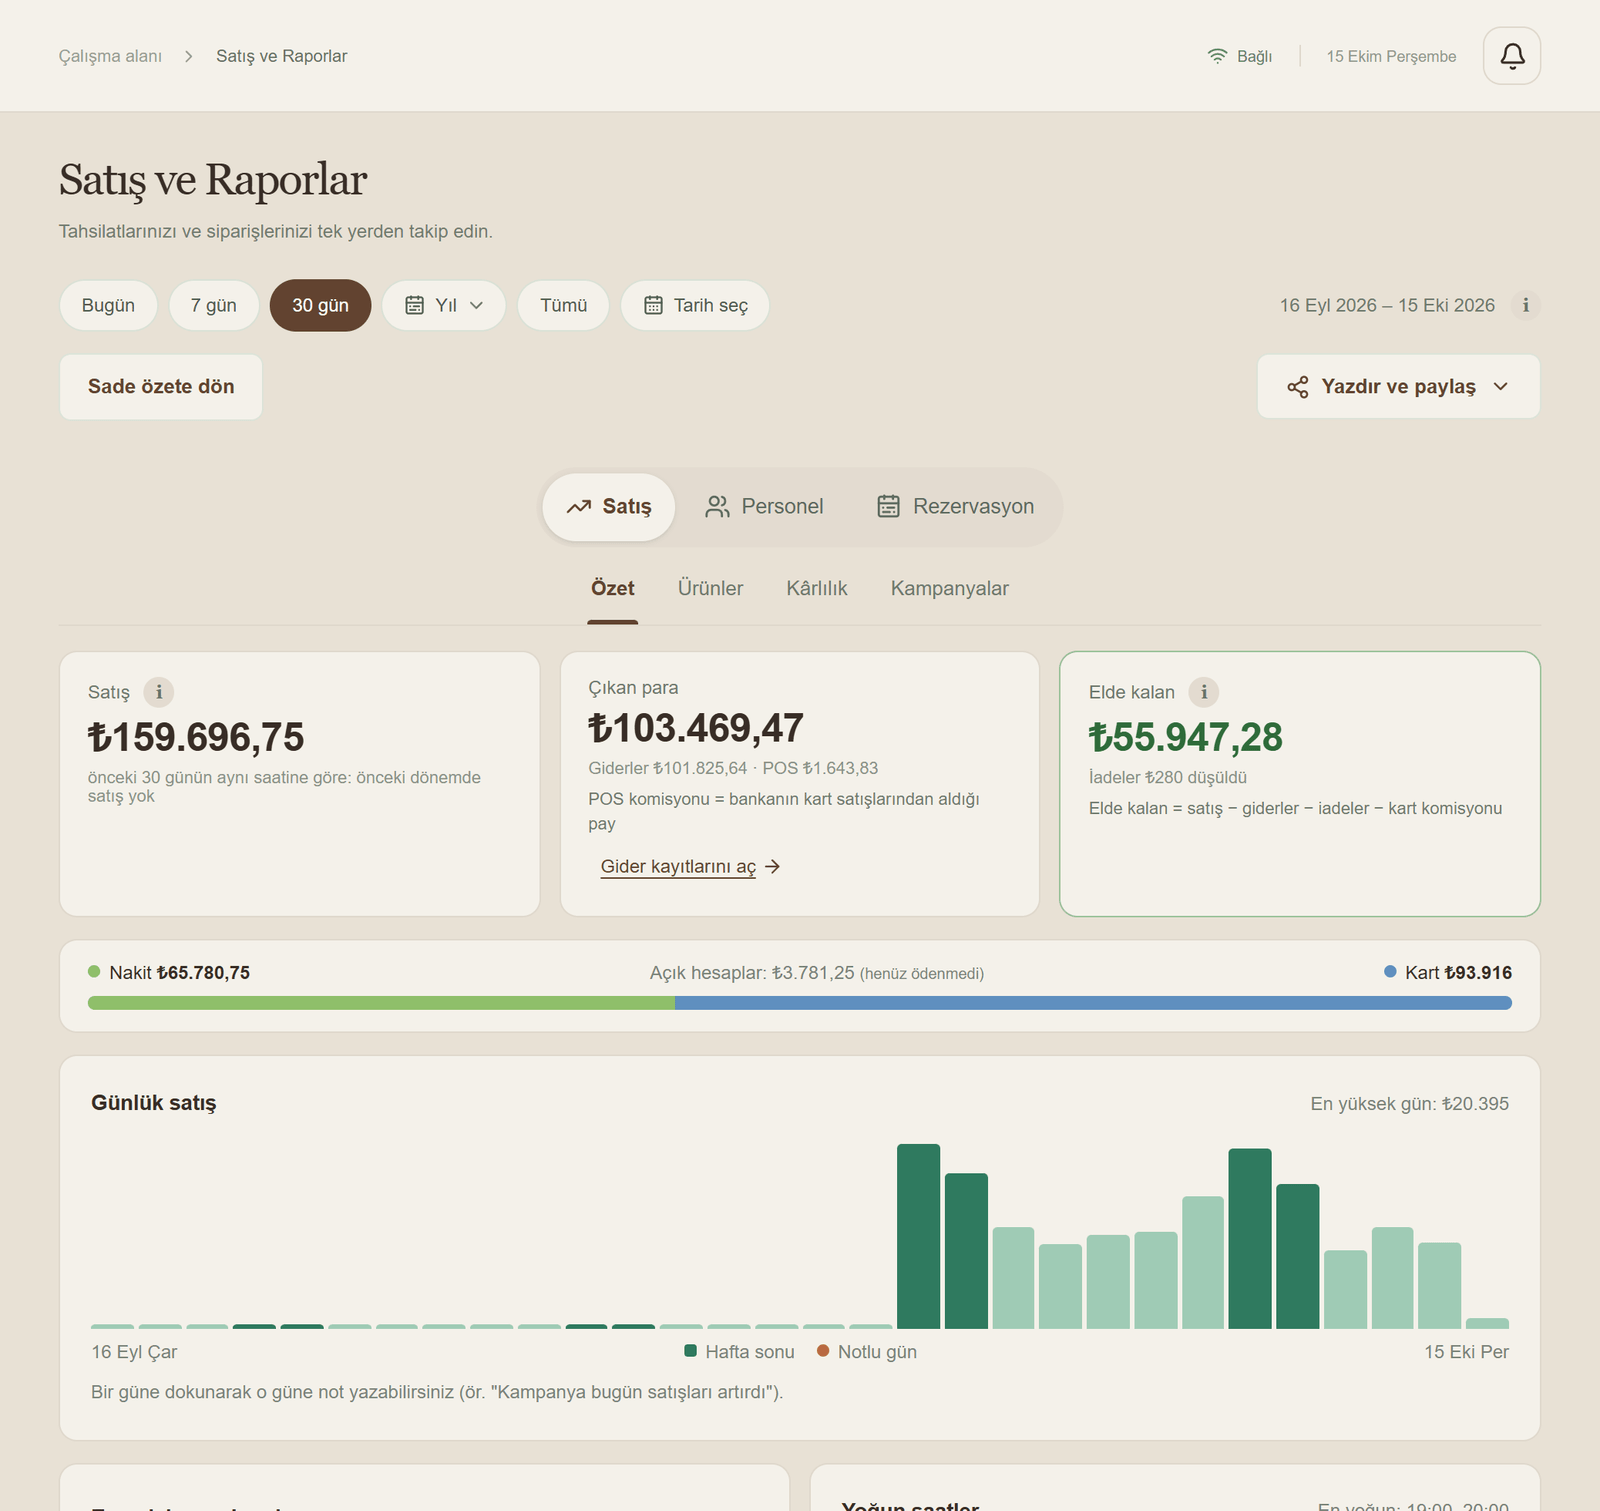 Çalışma alanı > Satış ve Raporlar
Bağlı
15 Ekim Perşembe
Satış ve Raporlar
Tahsilatlarınızı ve siparişlerinizi tek yerden takip edin.
Bugün
7 gün
30 gün
Yıl
Tümü
Tarih seç
16 Eyl 2026 – 15 Eki 2026
i
Sade özete dön
Yazdır ve paylaş
Satış
Personel
Rezervasyon
Özet
Ürünler
Kârlılık
Kampanyalar
Satış i
₺159.696,75
önceki 30 günün aynı saatine göre: önceki dönemde
satış yok
Çıkan para
₺103.469,47
Giderler ₺101.825,64 · POS ₺1.643,83
POS komisyonu = bankanın kart satışlarından aldığı
pay
Gider kayıtlarını aç →
Elde kalan i
₺55.947,28
İadeler ₺280 düşüldü
Elde kalan = satış − giderler − iadeler − kart komisyonu
Nakit ₺65.780,75
Açık hesaplar: ₺3.781,25 (henüz ödenmedi)
Kart ₺93.916
Günlük satış
En yüksek gün: ₺20.395
16 Eyl Çar
Hafta sonu
Notlu gün
15 Eki Per
Bir güne dokunarak o güne not yazabilirsiniz (ör. "Kampanya bugün satışları artırdı").
Yoğun saatler
En yoğun: 19:00–20:00